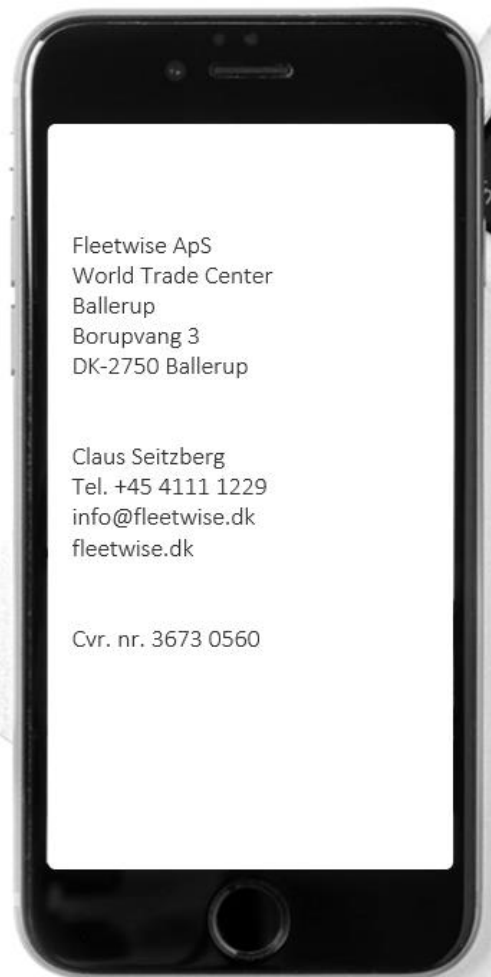 Fleetwise ApS
World Trade Center
Ballerup
Borupvang 3
DK-2750 Ballerup
Claus Seitzberg
Tel. +45 4111 1229
info@fleetwise.dk
fleetwise.dk
Cvr. nr. 3673 0560